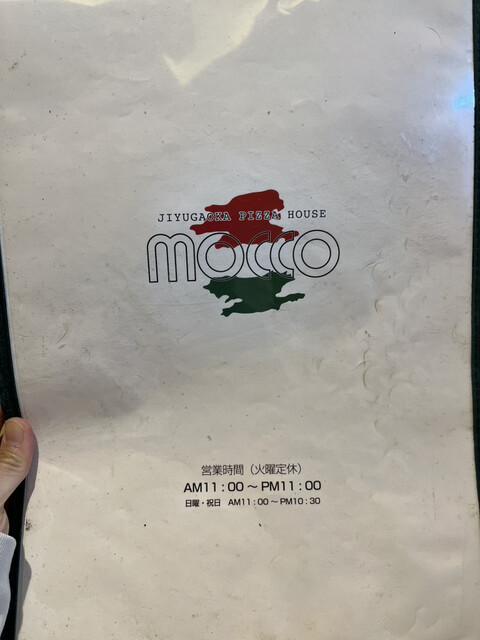 JIYUGAOKA PIZZA HOUSE
mocco
営業時間（火曜定休）
AM11：00～PM11：00
日曜・祝日　AM11：00～PM10：30